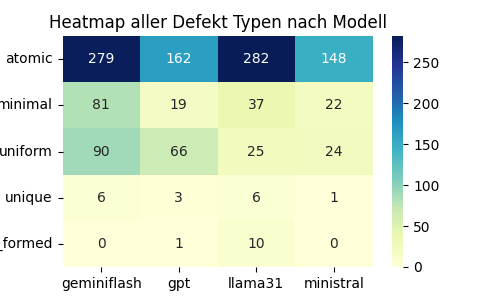 Heatmap aller Defekt Typen nach Modell
atomic 279 162 282 148
minimal 81 19 37 22
uniform 90 66 25 24
unique 6 3 6 1
_formed 0 1 10 0
geminiflash gpt llama31 ministral
250
200
150
100
50
0